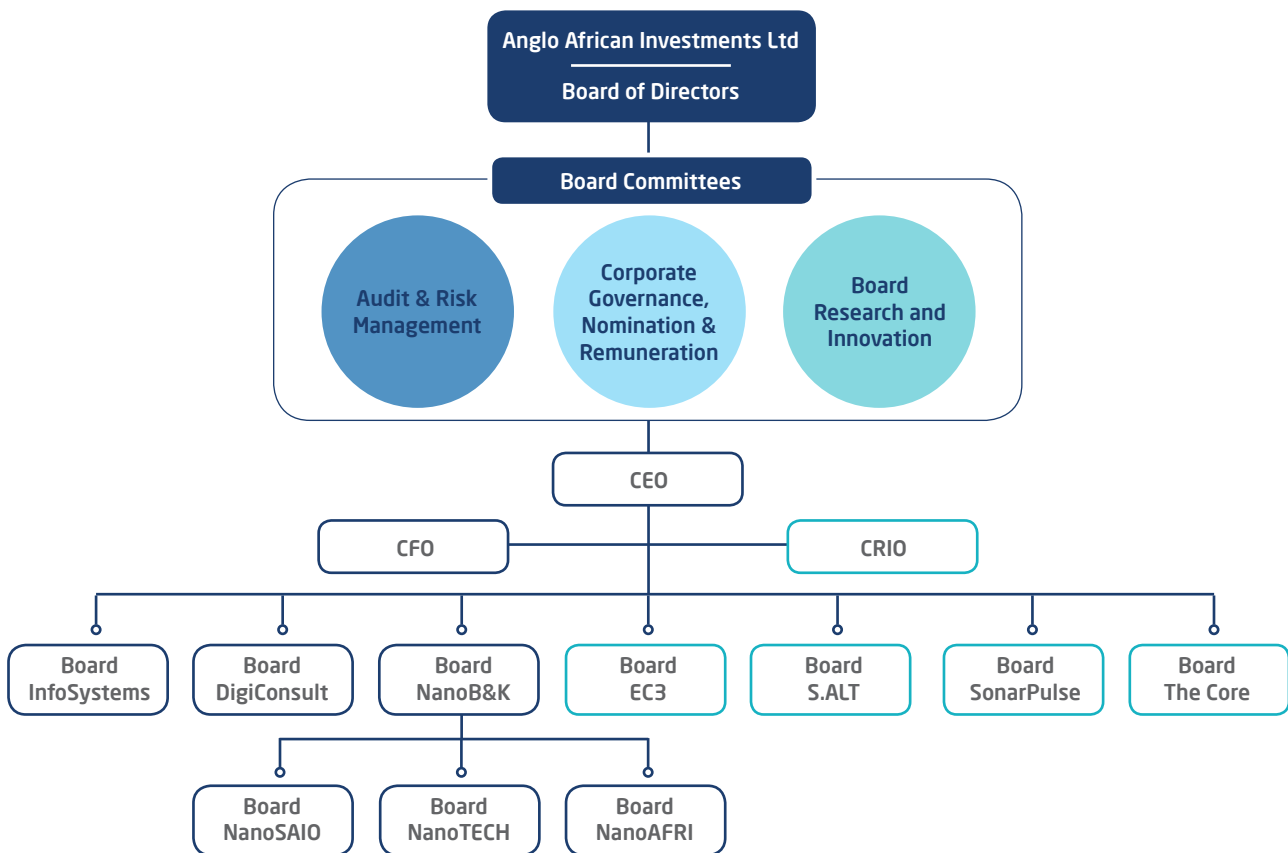 Anglo African Investments Ltd
Board of Directors
Board Committees
Audit & Risk
Management
Corporate
Governance,
Nomination &
Remuneration
Board
Research and
Innovation
CEO
CFO
CRIO
Board
InfoSystems
Board
DigiConsult
Board
NanoB&K
Board
EC3
Board
S.ALT
Board
SonarPulse
Board
The Core
Board
NanoSAIO
Board
NanoTECH
Board
NanoAFRI